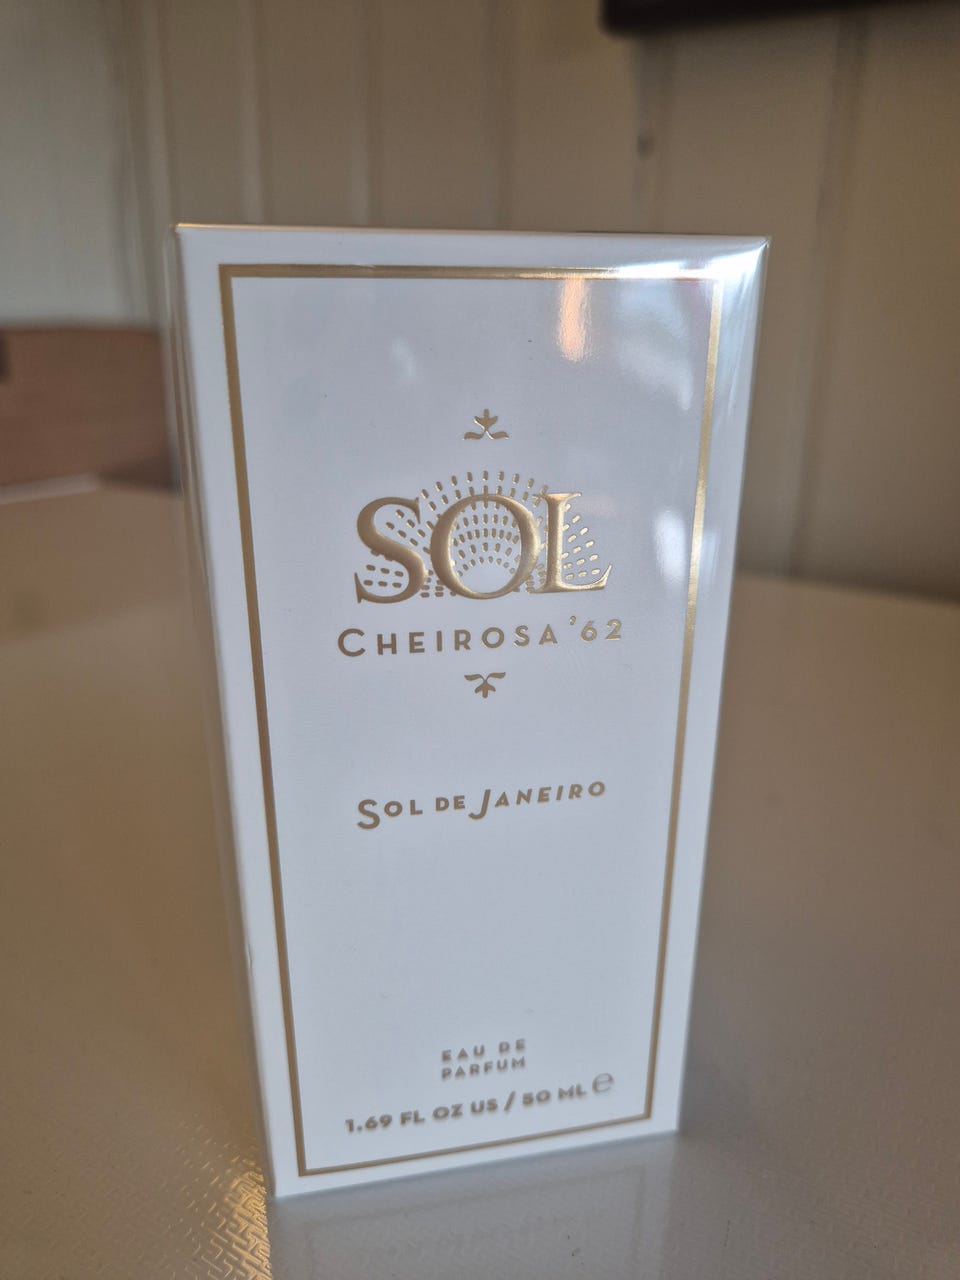 SOL
CHEIROSA '62
SOL DE JANEIRO
EAU DE
PARFUM
1.69 FL OZ US / 50 ML ℮